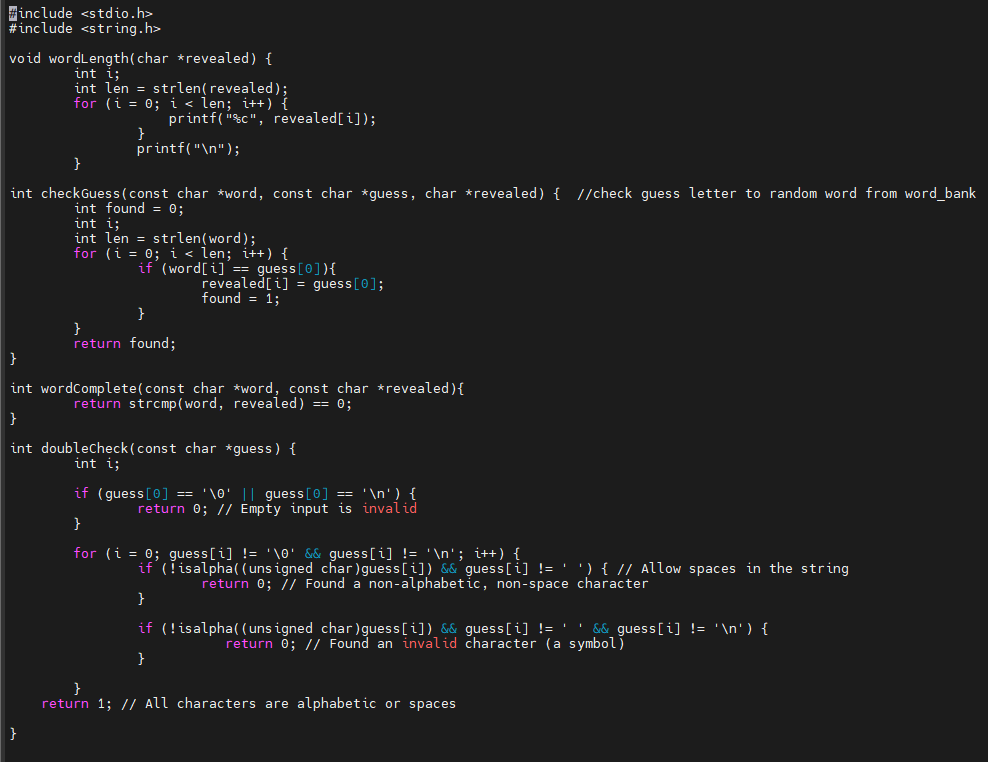 #include <stdio.h>
#include <string.h>

void wordLength(char *revealed) {
        int i;
        int len = strlen(revealed);
        for (i = 0; i < len; i++) {
                    printf("%c", revealed[i]);
                }
                printf("\n");
        }

int checkGuess(const char *word, const char *guess, char *revealed) {  //check guess letter to random word from word_bank
        int found = 0;
        int i;
        int len = strlen(word);
        for (i = 0; i < len; i++) {
                if (word[i] == guess[0]){
                        revealed[i] = guess[0];
                        found = 1;
                }
        }
        return found;
}

int wordComplete(const char *word, const char *revealed){
        return strcmp(word, revealed) == 0;
}

int doubleCheck(const char *guess) {
        int i;

        if (guess[0] == '\0' || guess[0] == '\n') {
                return 0; // Empty input is invalid
        }

        for (i = 0; guess[i] != '\0' && guess[i] != '\n'; i++) {
                if (!isalpha((unsigned char)guess[i]) && guess[i] != ' ') { // Allow spaces in the string
                        return 0; // Found a non-alphabetic, non-space character
                }

                if (!isalpha((unsigned char)guess[i]) && guess[i] != ' ' && guess[i] != '\n') {
                           return 0; // Found an invalid character (a symbol)
                }

        }
    return 1; // All characters are alphabetic or spaces

}